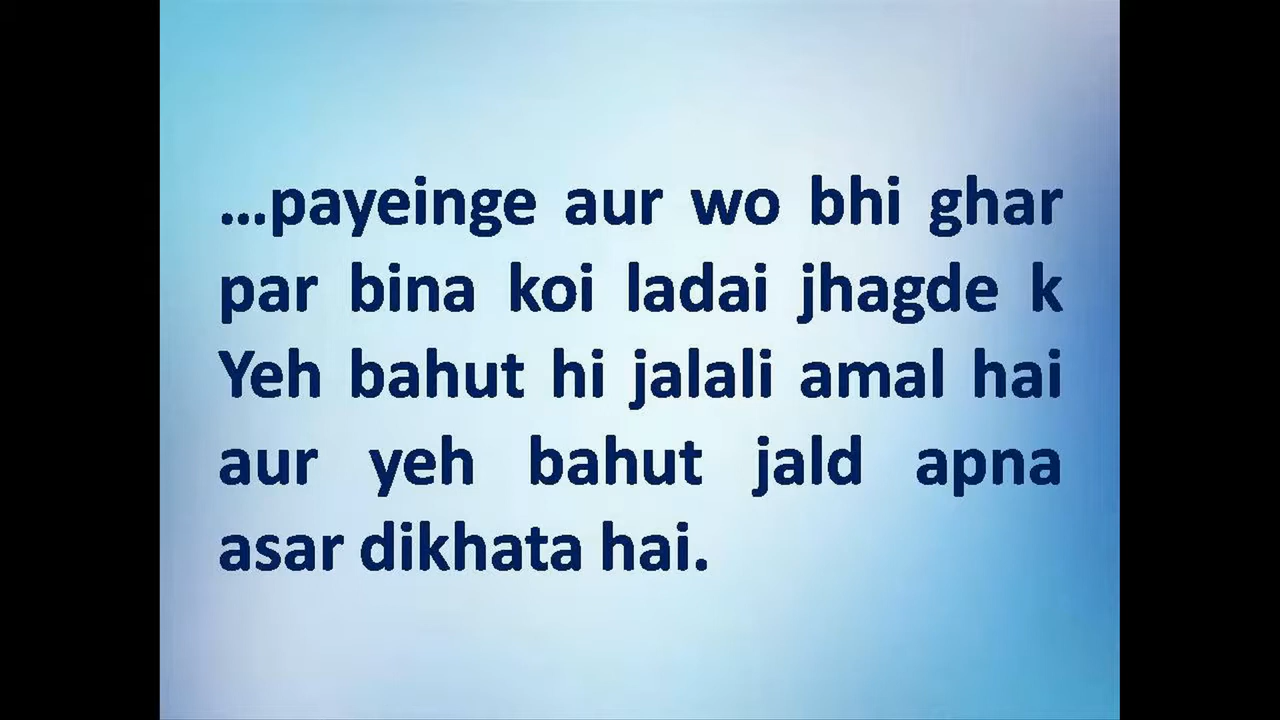 ...payeinge aur wo bhi ghar
par bina koi ladai jhagde k
Yeh bahut hi jalali amal hai
aur yeh bahut jald apna
asar dikhata hai.